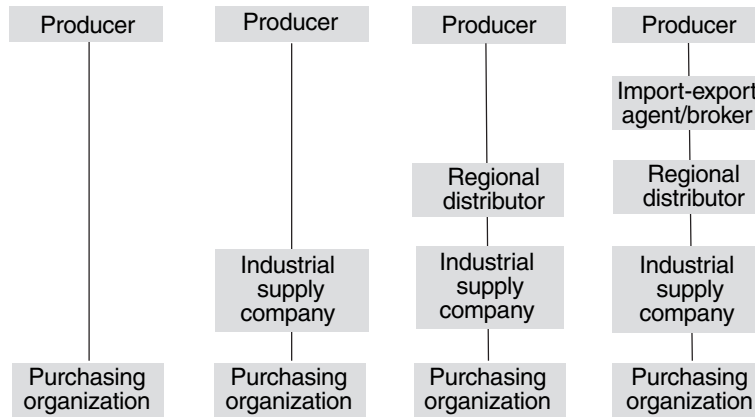 Producer
Producer
Producer
Producer
Import-export
agent/broker
Regional
distributor
Regional
distributor
Industrial
supply
company
Industrial
supply
company
Industrial
supply
company
Purchasing
organization
Purchasing
organization
Purchasing
organization
Purchasing
organization